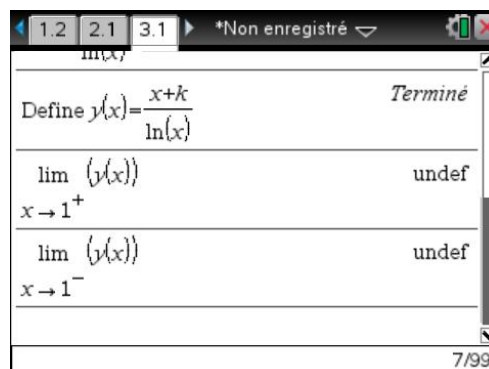 1.2 2.1 3.1 *Non enregistré
ln(x)
Define y(x)=x+k/ln(x) Terminé
lim (y(x)) undef
x→1+
lim (y(x)) undef
x→1-
7/99